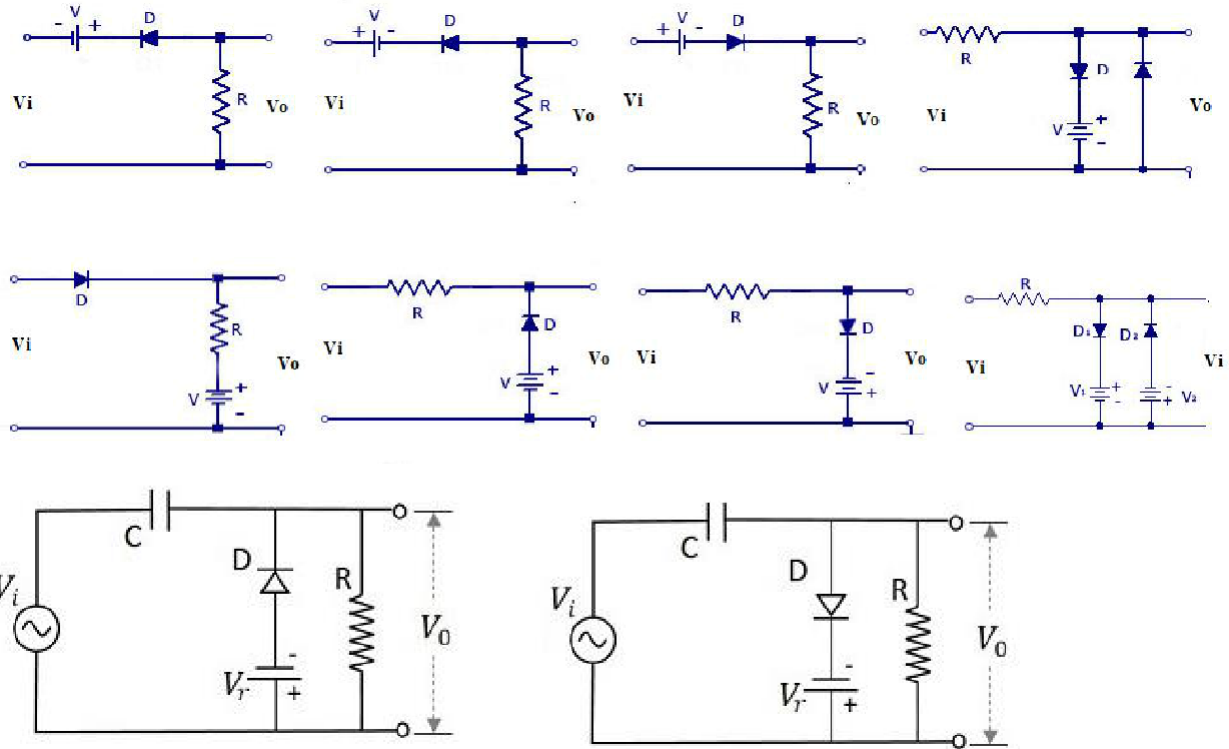 - V + D
+ V - D
+ V - D
R
Vi R Vo
Vi R Vo
Vi R Vo
Vi D Vo
V + -
D
R
R
R
Vi R Vo
Vi D Vo
Vi D Vo
Vi D₁ D₂ Vi
V + -
V + -
V - +
V₁ + - - + V₂
C
C
Vi D R V0
Vi D R V0
Vr - +
Vr - +